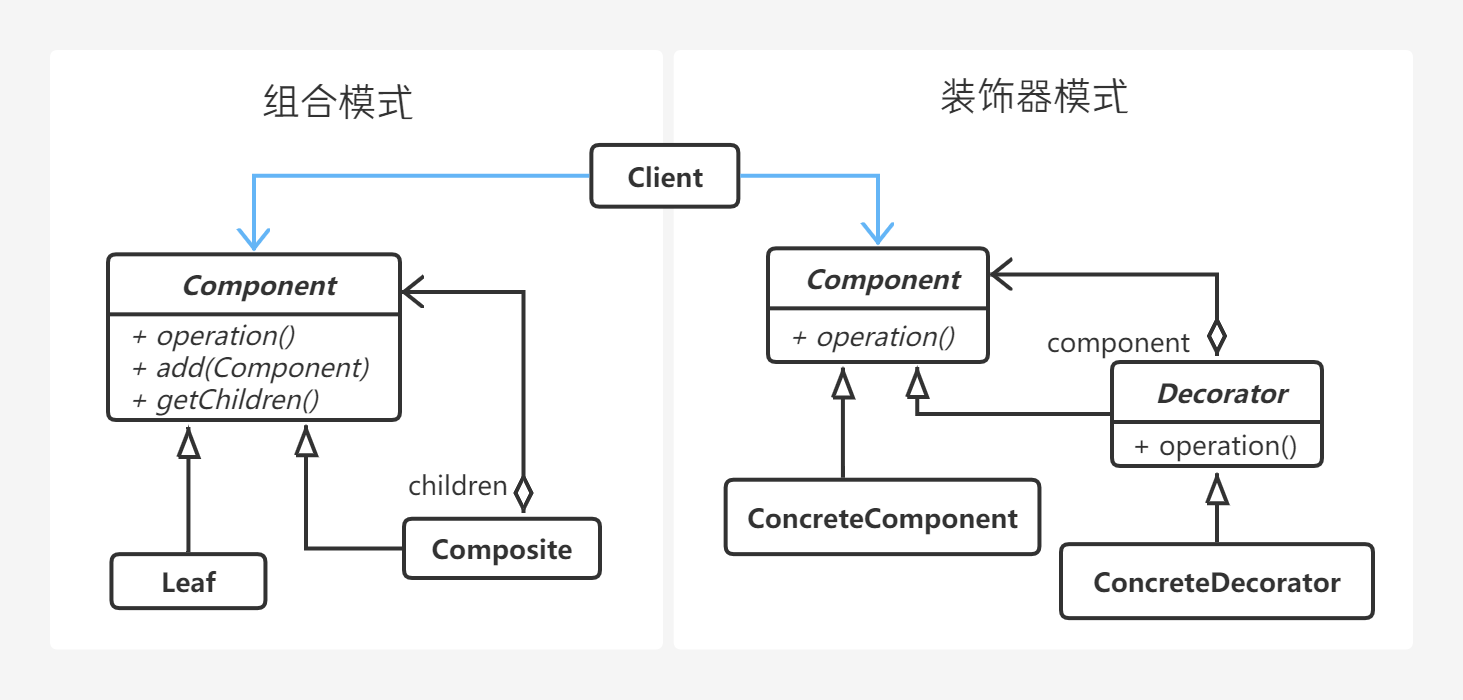 组合模式
装饰器模式
Client
Component
+ operation()
+ add(Component)
+ getChildren()
children
Composite
Leaf
Component
+ operation()
component
Decorator
+ operation()
ConcreteComponent
ConcreteDecorator